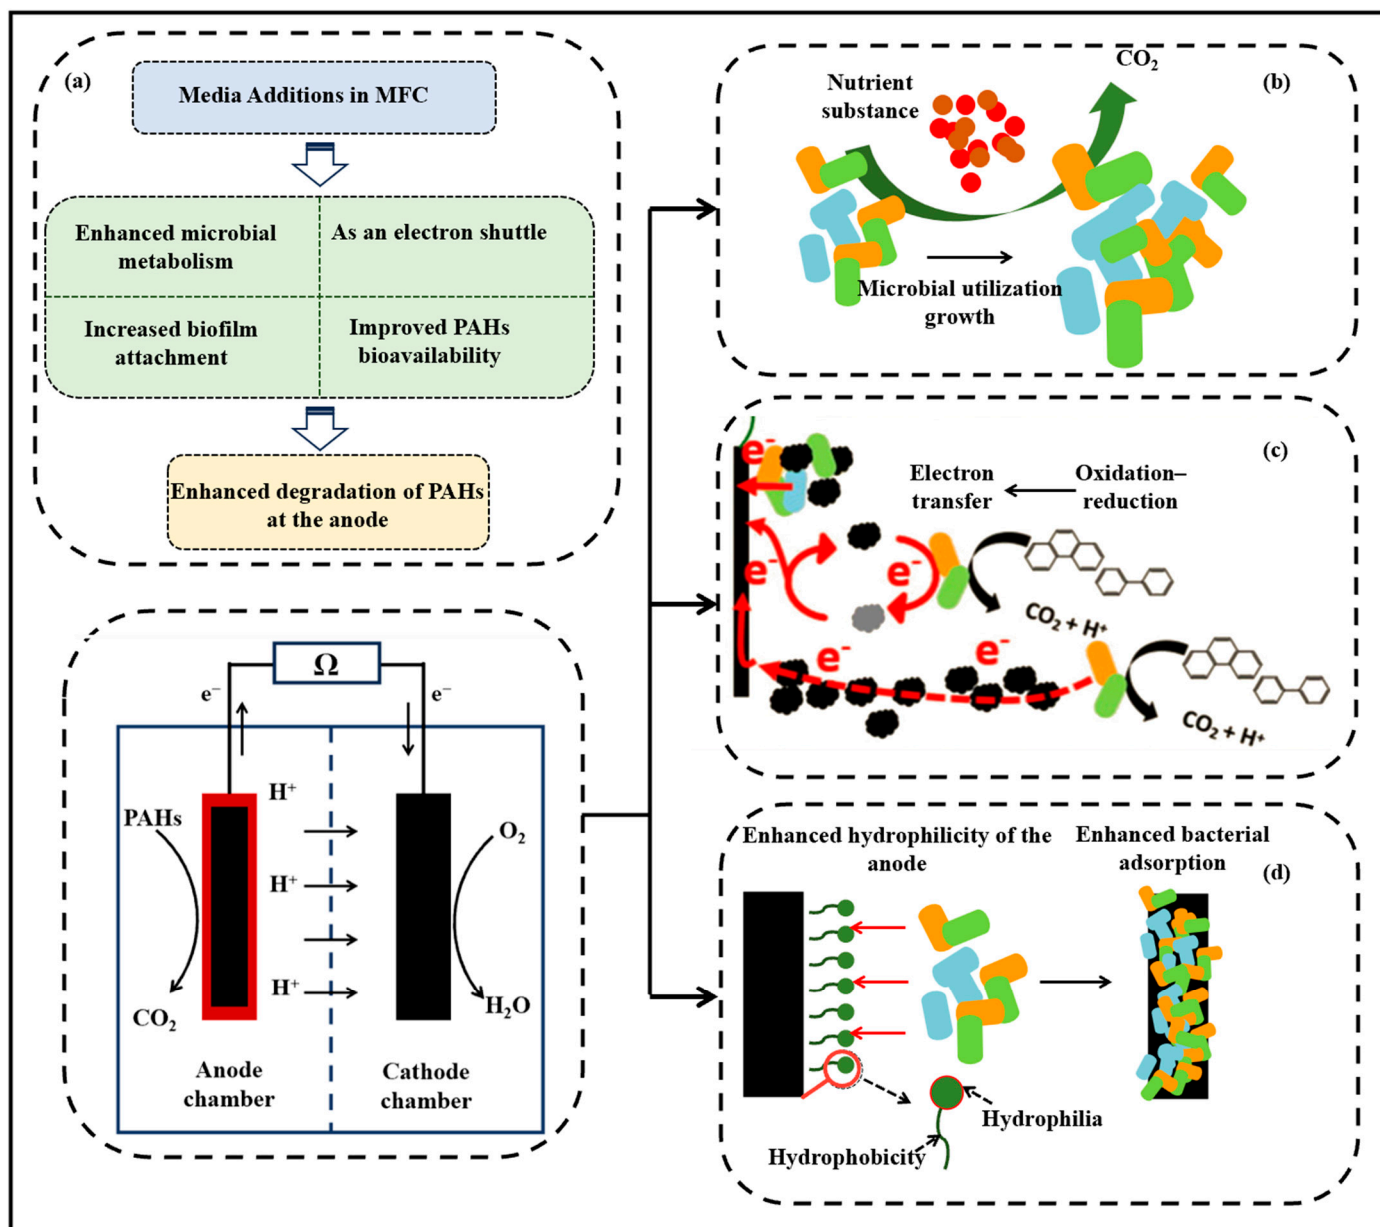 (a)
Media Additions in MFC
Enhanced microbial
metabolism
As an electron shuttle
Increased biofilm
attachment
Improved PAHs
bioavailability
Enhanced degradation of PAHs
at the anode
Ω
e⁻
e⁻
H⁺
PAHs
O₂
H⁺
H⁺
CO₂
H₂O
Anode
chamber
Cathode
chamber
(b)
CO₂
Nutrient
substance
Microbial utilization
growth
(c)
e⁻
Electron
transfer
Oxidation–
reduction
e⁻
e⁻
CO₂ + H⁺
e⁻
e⁻
CO₂ + H⁺
Enhanced hydrophilicity of the
anode
Enhanced bacterial
adsorption
(d)
Hydrophilia
Hydrophobicity